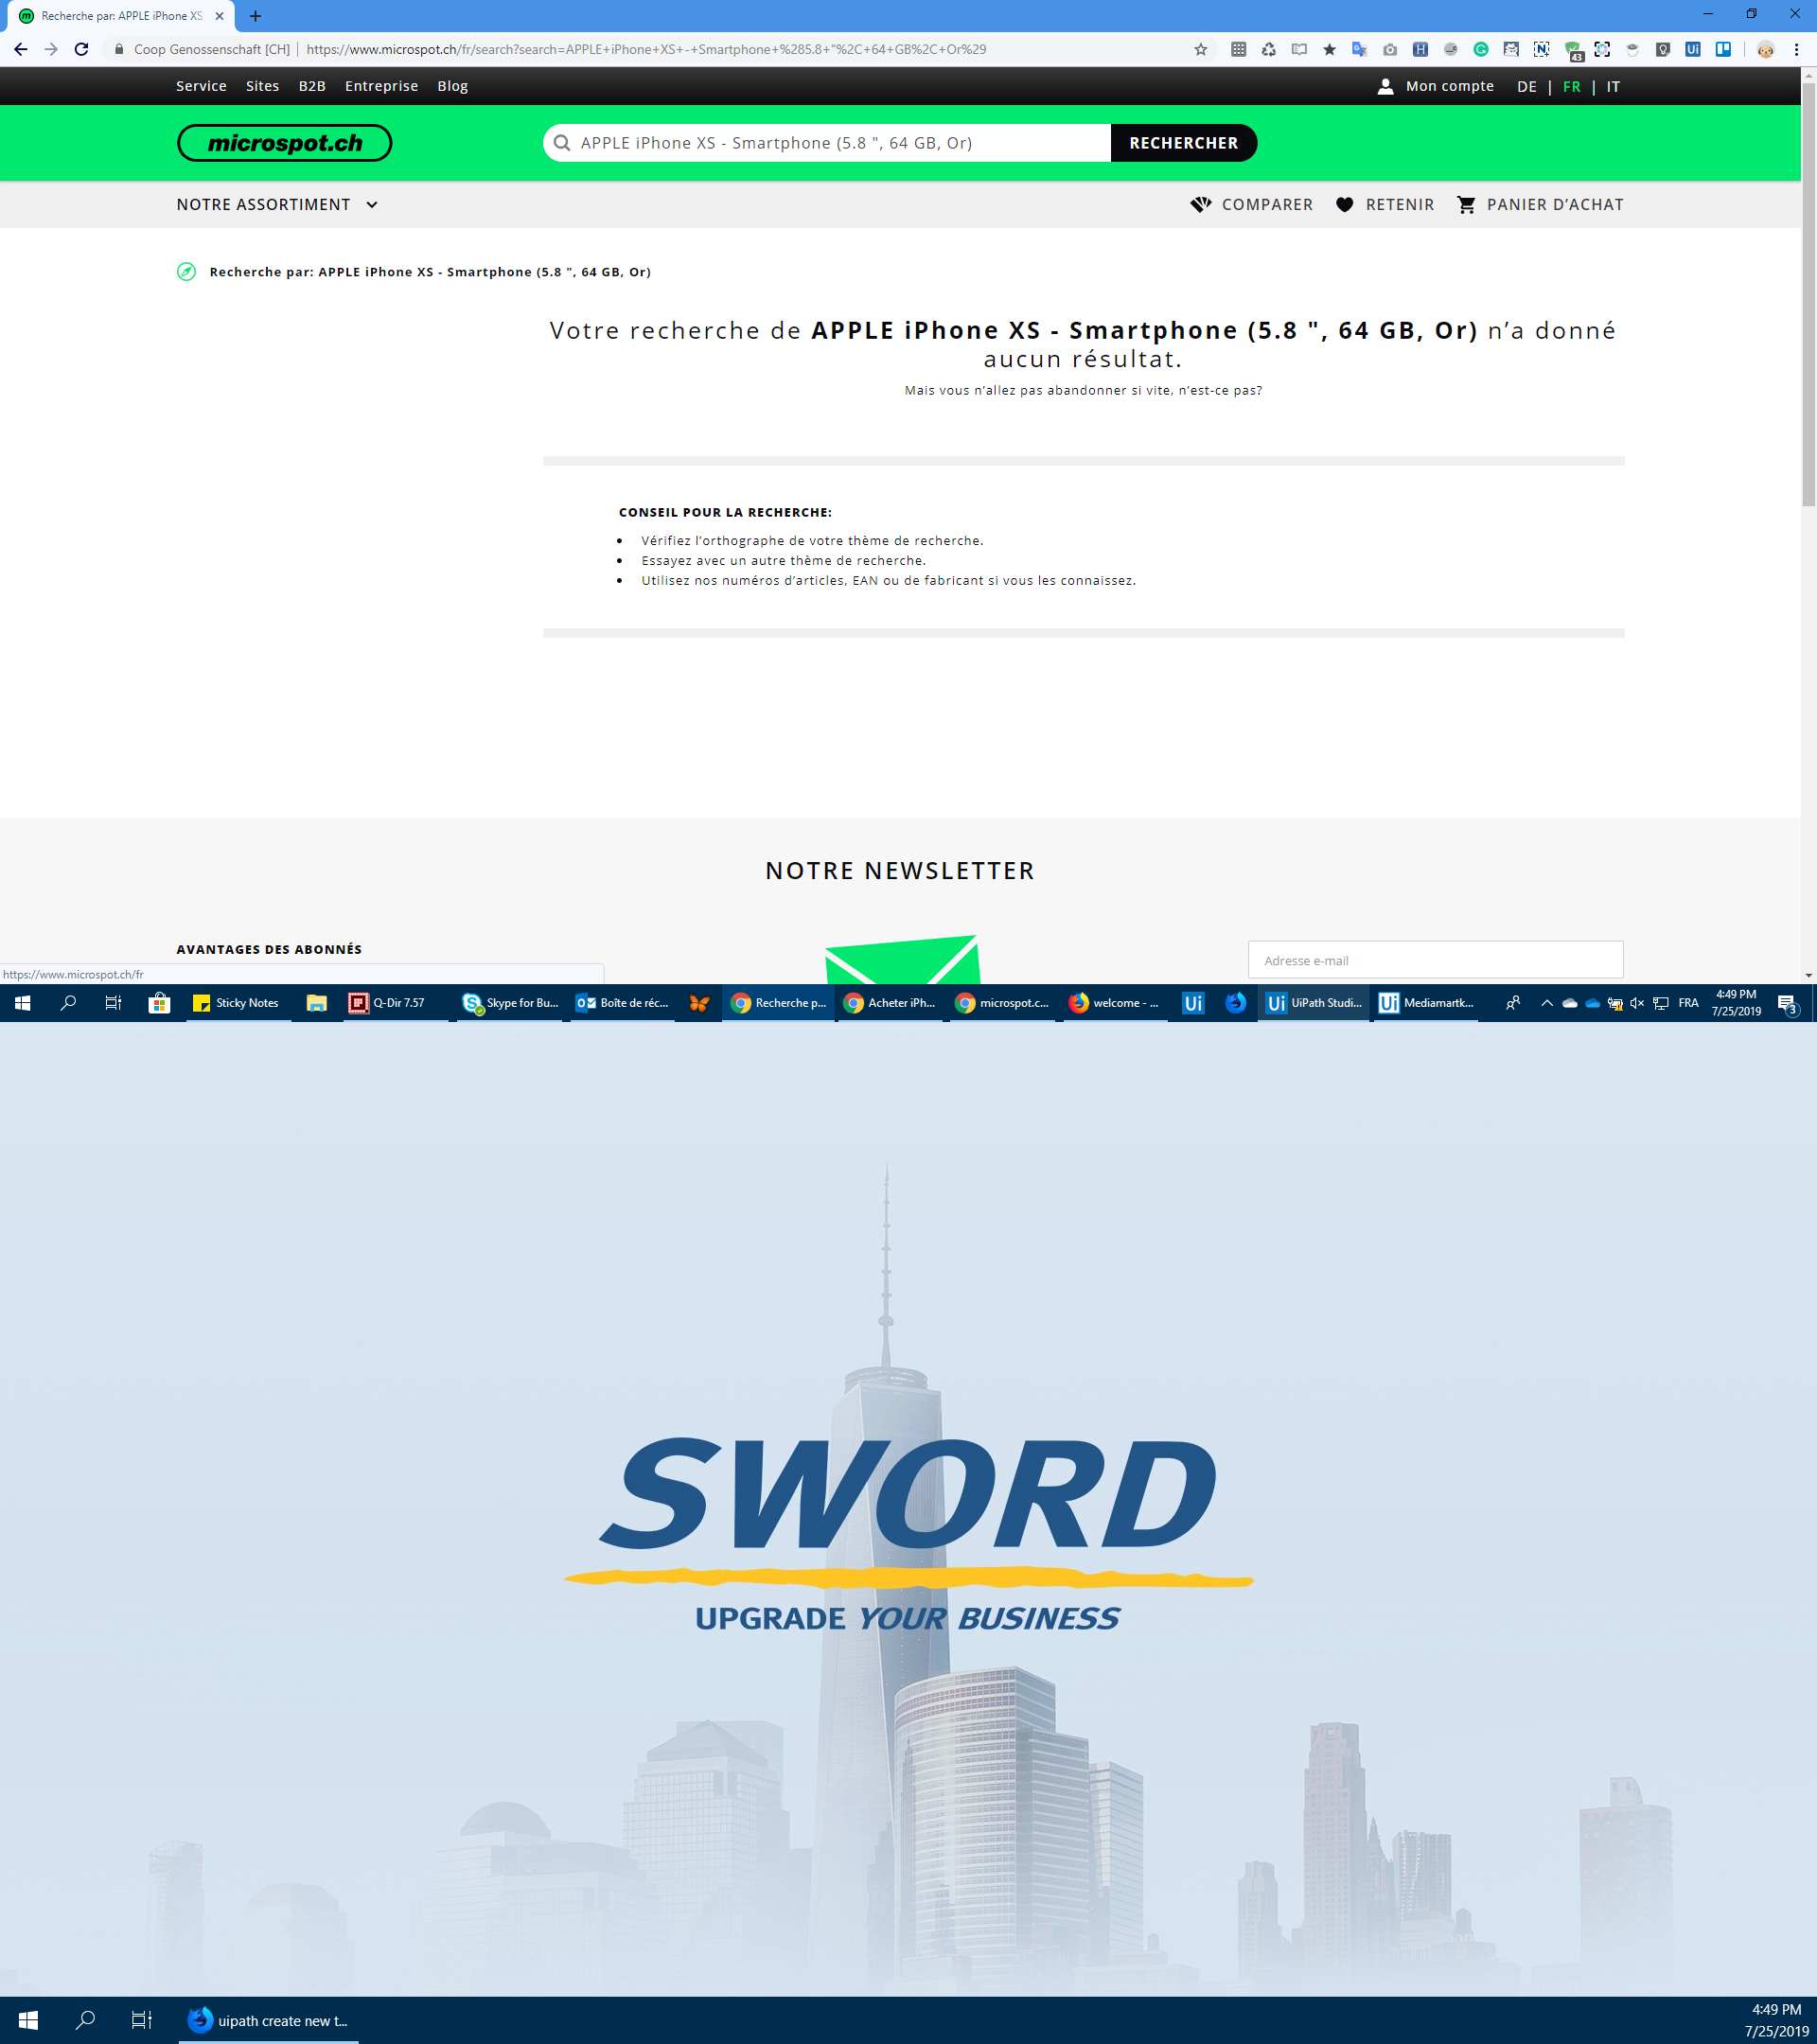 Recherche par: APPLE iPhone XS
Coop Genossenschaft [CH] https://www.microspot.ch/fr/search?search=APPLE+iPhone+XS+-+Smartphone+%285.8+"%2C+64+GB%2C+Or%29
43
Service Sites B2B Entreprise Blog Mon compte DE | FR | IT
microspot.ch APPLE iPhone XS - Smartphone (5.8 ", 64 GB, Or) RECHERCHER
NOTRE ASSORTIMENT COMPARER RETENIR PANIER D’ACHAT
Recherche par: APPLE iPhone XS - Smartphone (5.8 ", 64 GB, Or)
Votre recherche de APPLE iPhone XS - Smartphone (5.8 ", 64 GB, Or) n’a donné
aucun résultat.
Mais vous n’allez pas abandonner si vite, n’est-ce pas?
CONSEIL POUR LA RECHERCHE:
• Vérifiez l’orthographe de votre thème de recherche.
• Essayez avec un autre thème de recherche.
• Utilisez nos numéros d’articles, EAN ou de fabricant si vous les connaissez.
NOTRE NEWSLETTER
AVANTAGES DES ABONNÉS
Adresse e-mail
https://www.microspot.ch/fr
Sticky Notes Q-Dir 7.57 Skype for Bu... Boîte de réc... Recherche p... Acheter iPh... microspot.c... welcome - ... Ui UiPath Studi... Mediamartk... FRA 4:49 PM
7/25/2019 3
SWORD
UPGRADE YOUR BUSINESS
uipath create new t... 4:49 PM
7/25/2019